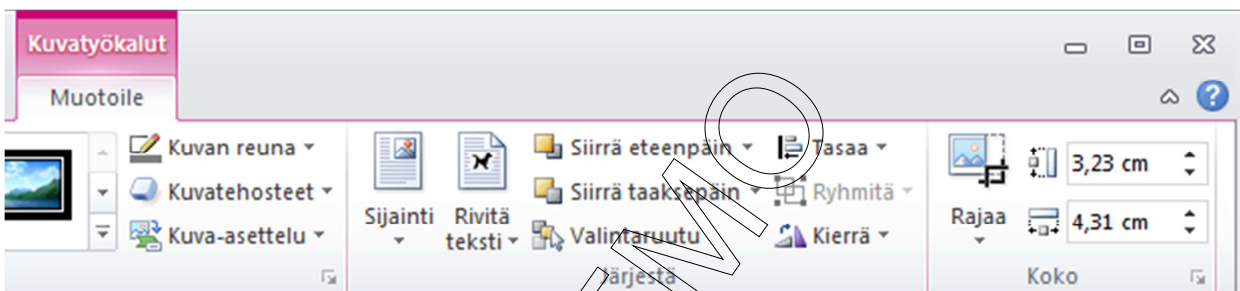 Kuvatyökalut
Muotoile
Kuvan reuna
Kuvatehosteet
Kuva-asettelu
Sijainti
Rivitä teksti
Siirrä eteenpäin
Siirrä taaksepäin
Valintaruutu
Tasaa
Ryhmitä
Kierrä
Järjestä
Rajaa
3,23 cm
4,31 cm
Koko